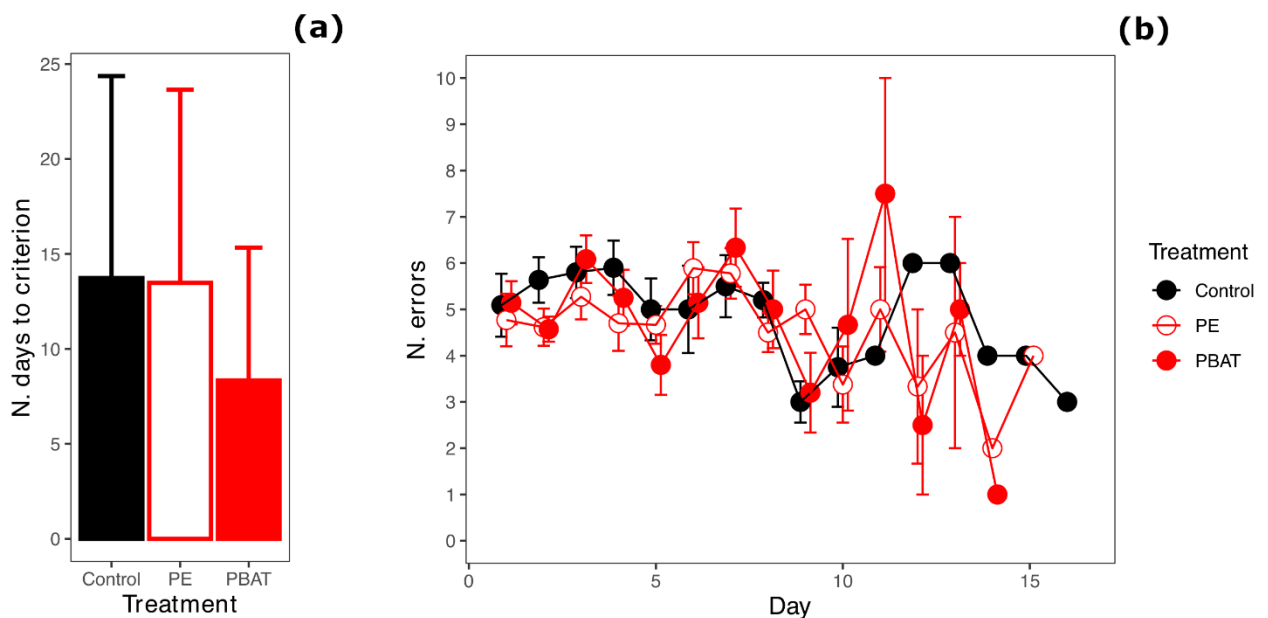 (a)
N. days to criterion
25
20
15
10
5
0
Control PE PBAT
Treatment
(b)
N. errors
10
9
8
7
6
5
4
3
2
1
0
0 5 10 15
Day
Treatment
Control
PE
PBAT